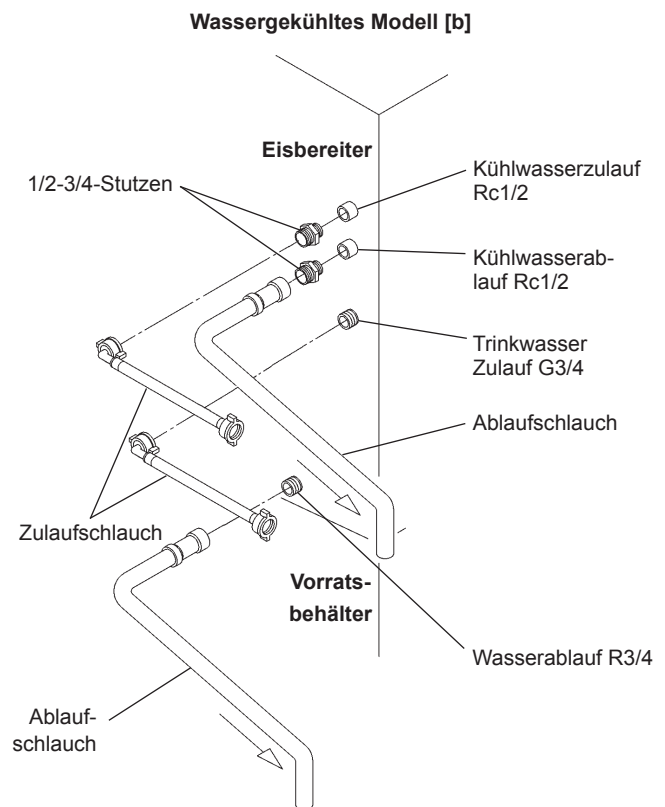 Wassergekühltes Modell [b]
Eisbereiter
1/2-3/4-Stutzen
Kühlwasserzulauf
Rc1/2
Kühlwasserab-
lauf Rc1/2
Trinkwasser
Zulauf G3/4
Ablaufschlauch
Zulaufschlauch
Vorrats-
behälter
Wasserablauf R3/4
Ablauf-
schlauch